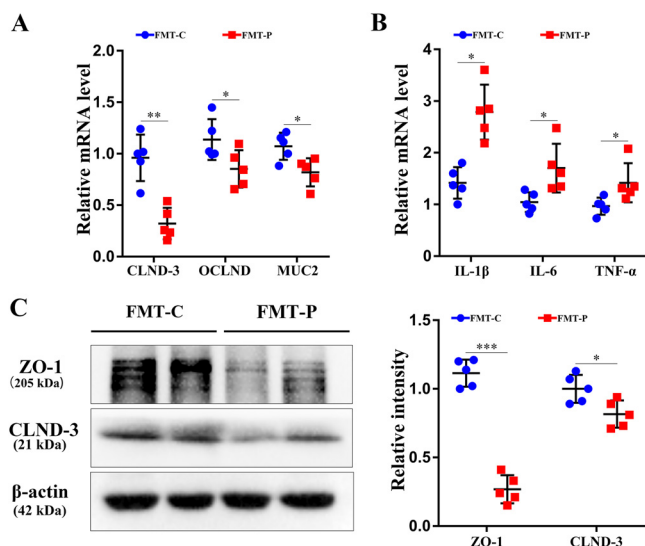 A
FMT-C FMT-P
Relative mRNA level
1.5
1.0
0.5
0.0
** * *
CLND-3 OCLND MUC2
B
FMT-C FMT-P
Relative mRNA level
4
3
2
1
0
* * *
IL-1β IL-6 TNF-α
C
FMT-C FMT-P
ZO-1
(205 kDa)
CLND-3
(21 kDa)
β-actin
(42 kDa)
FMT-C FMT-P
Relative intensity
1.5
1.0
0.5
0.0
*** *
ZO-1 CLND-3